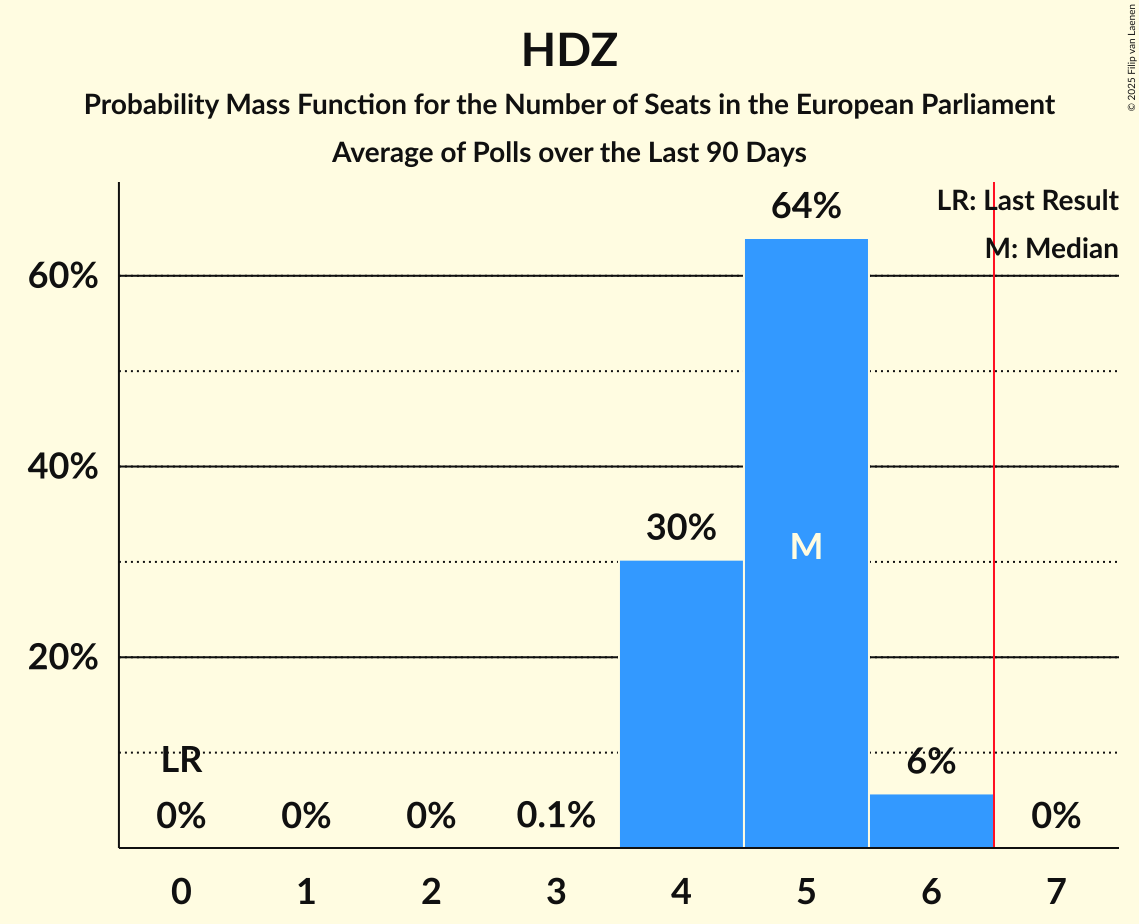 HDZ
Probability Mass Function for the Number of Seats in the European Parliament
Average of Polls over the Last 90 Days
© 2025 Filip van Laenen
LR: Last Result
M: Median
64%
60%
40%
30%
M
20%
LR
6%
0%
0%
0%
0.1%
0%
0
1
2
3
4
5
6
7